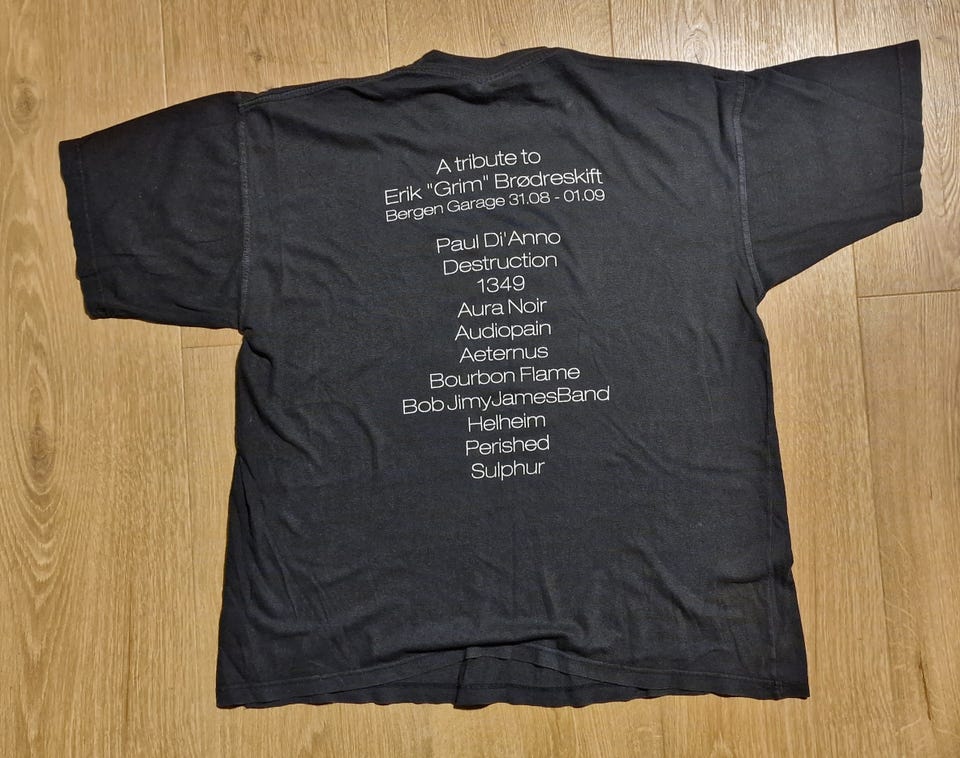 A tribute to
Erik "Grim" Brødreskift
Bergen Garage 31.08 - 01.09
Paul Di'Anno
Destruction
1349
Aura Noir
Audiopain
Aeternus
Bourbon Flame
Bob JimyJamesBand
Helheim
Perished
Sulphur